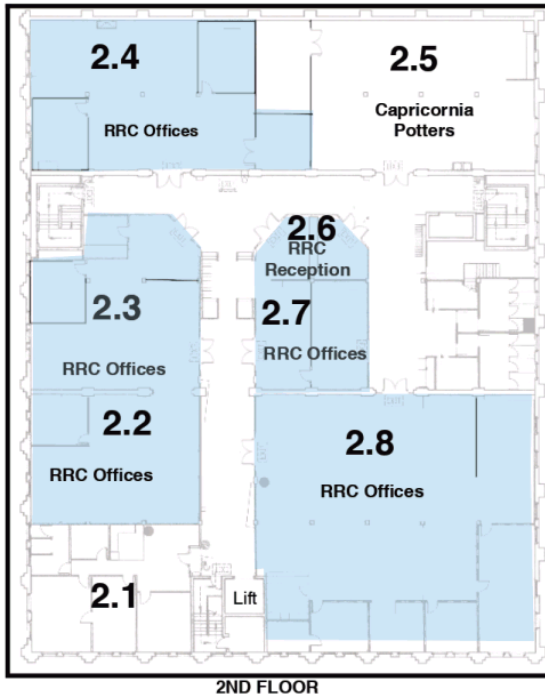 2.4
RRC Offices
2.5
Capricornia
Potters
2.6
RRC
Reception
2.3
RRC Offices
2.7
RRC Offices
2.2
RRC Offices
2.8
RRC Offices
2.1
Lift
2ND FLOOR